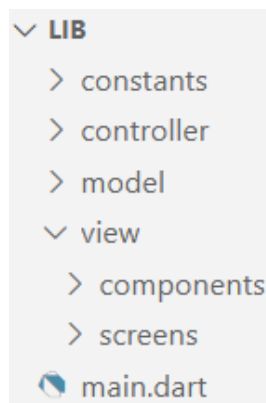 LIB
constants
controller
model
view
components
screens
main.dart